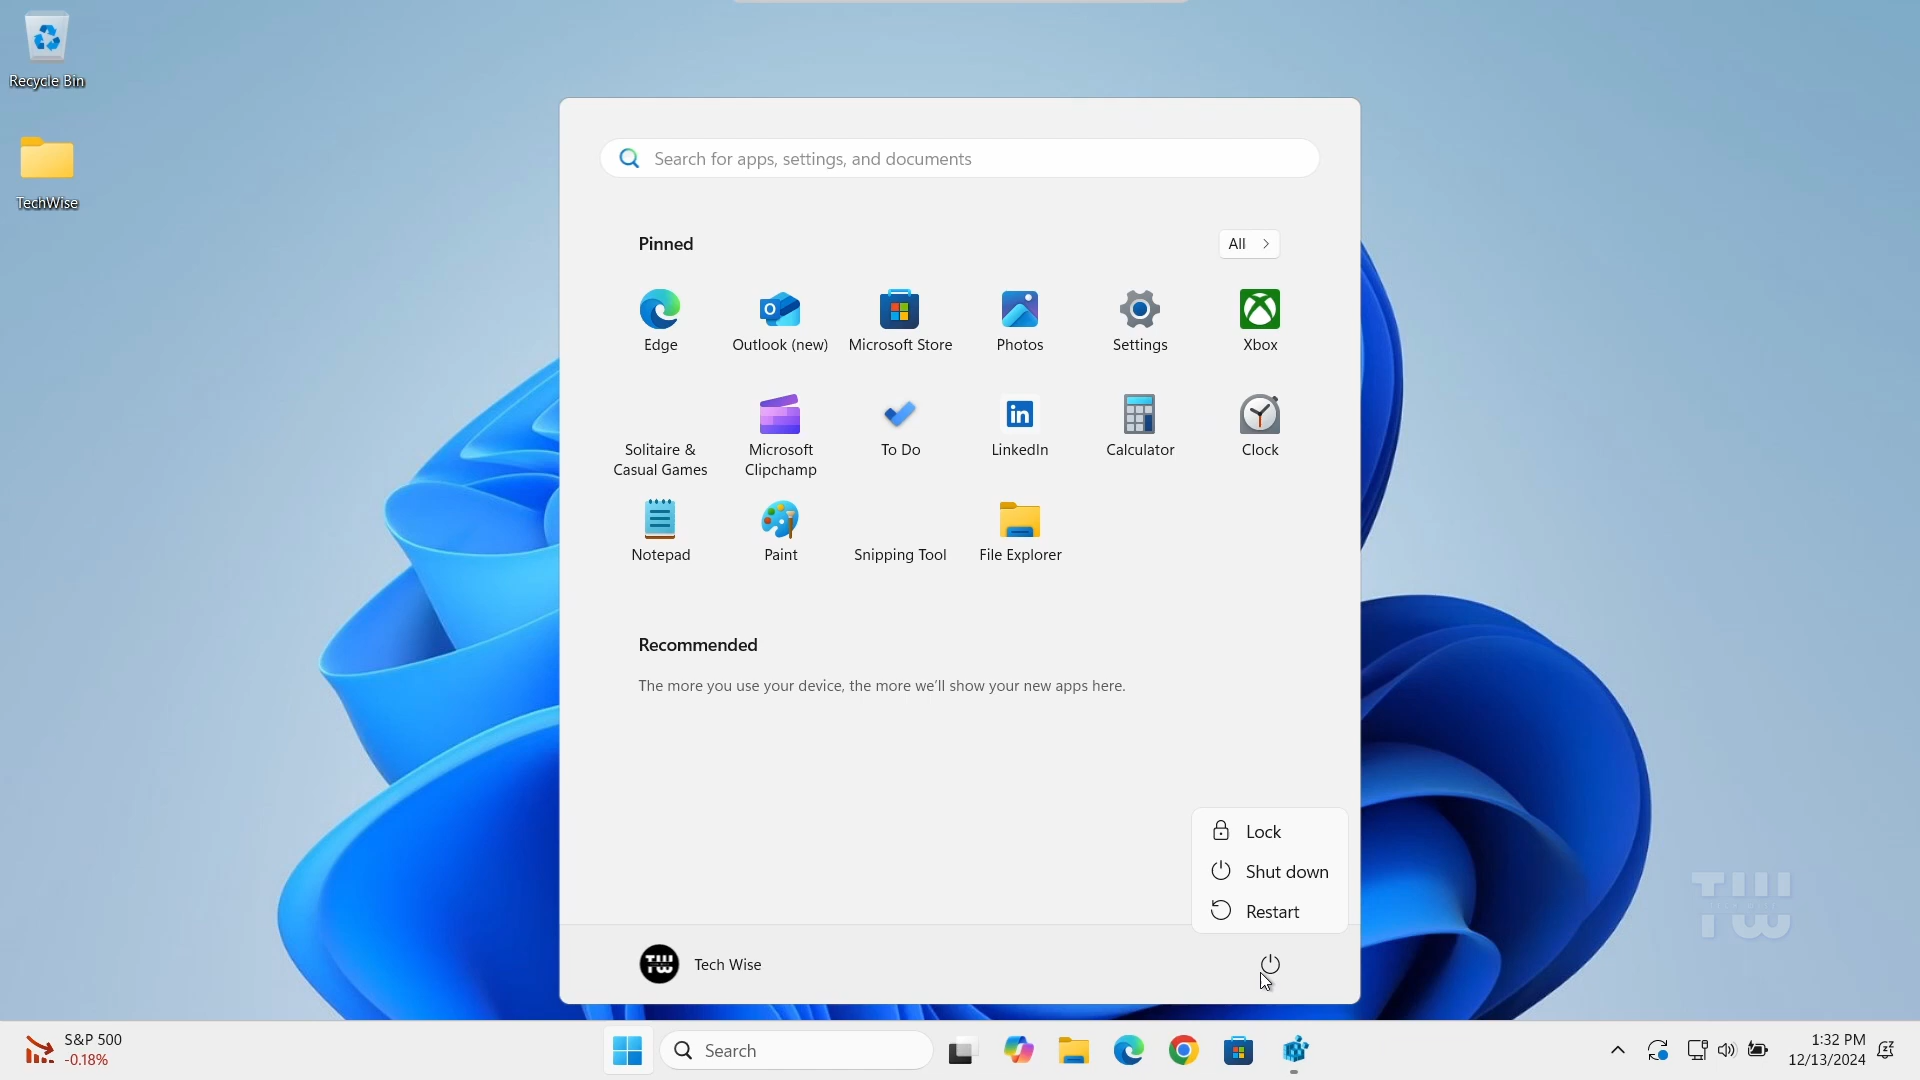 Recycle Bin
TechWise
Search for apps, settings, and documents
Pinned
All
Edge
Outlook (new)
Microsoft Store
Photos
Settings
Xbox
Solitaire &
Casual Games
Microsoft
Clipchamp
To Do
LinkedIn
Calculator
Clock
Notepad
Paint
Snipping Tool
File Explorer
Recommended
The more you use your device, the more we'll show your new apps here.
Lock
Shut down
Restart
TW
Tech Wise
TW
S&P 500
-0.18%
Search
1:32 PM
12/13/2024